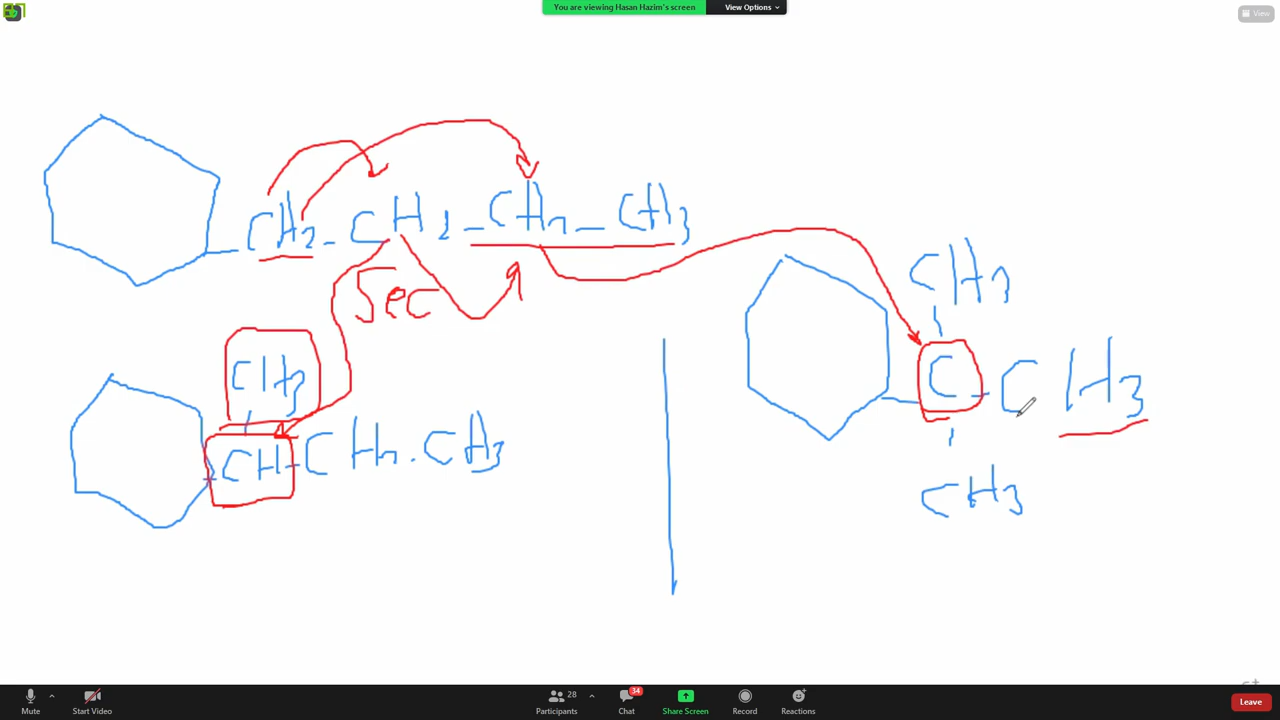 You are viewing Hasan Hazim's screen
View Options
View
CH2-CH2-CH2-CH3
Sec
CH3
CH-CH2.CH3
CH3
C-CH3
CH3
Mute
Start Video
28
Participants
34
Chat
Share Screen
Record
Reactions
Leave